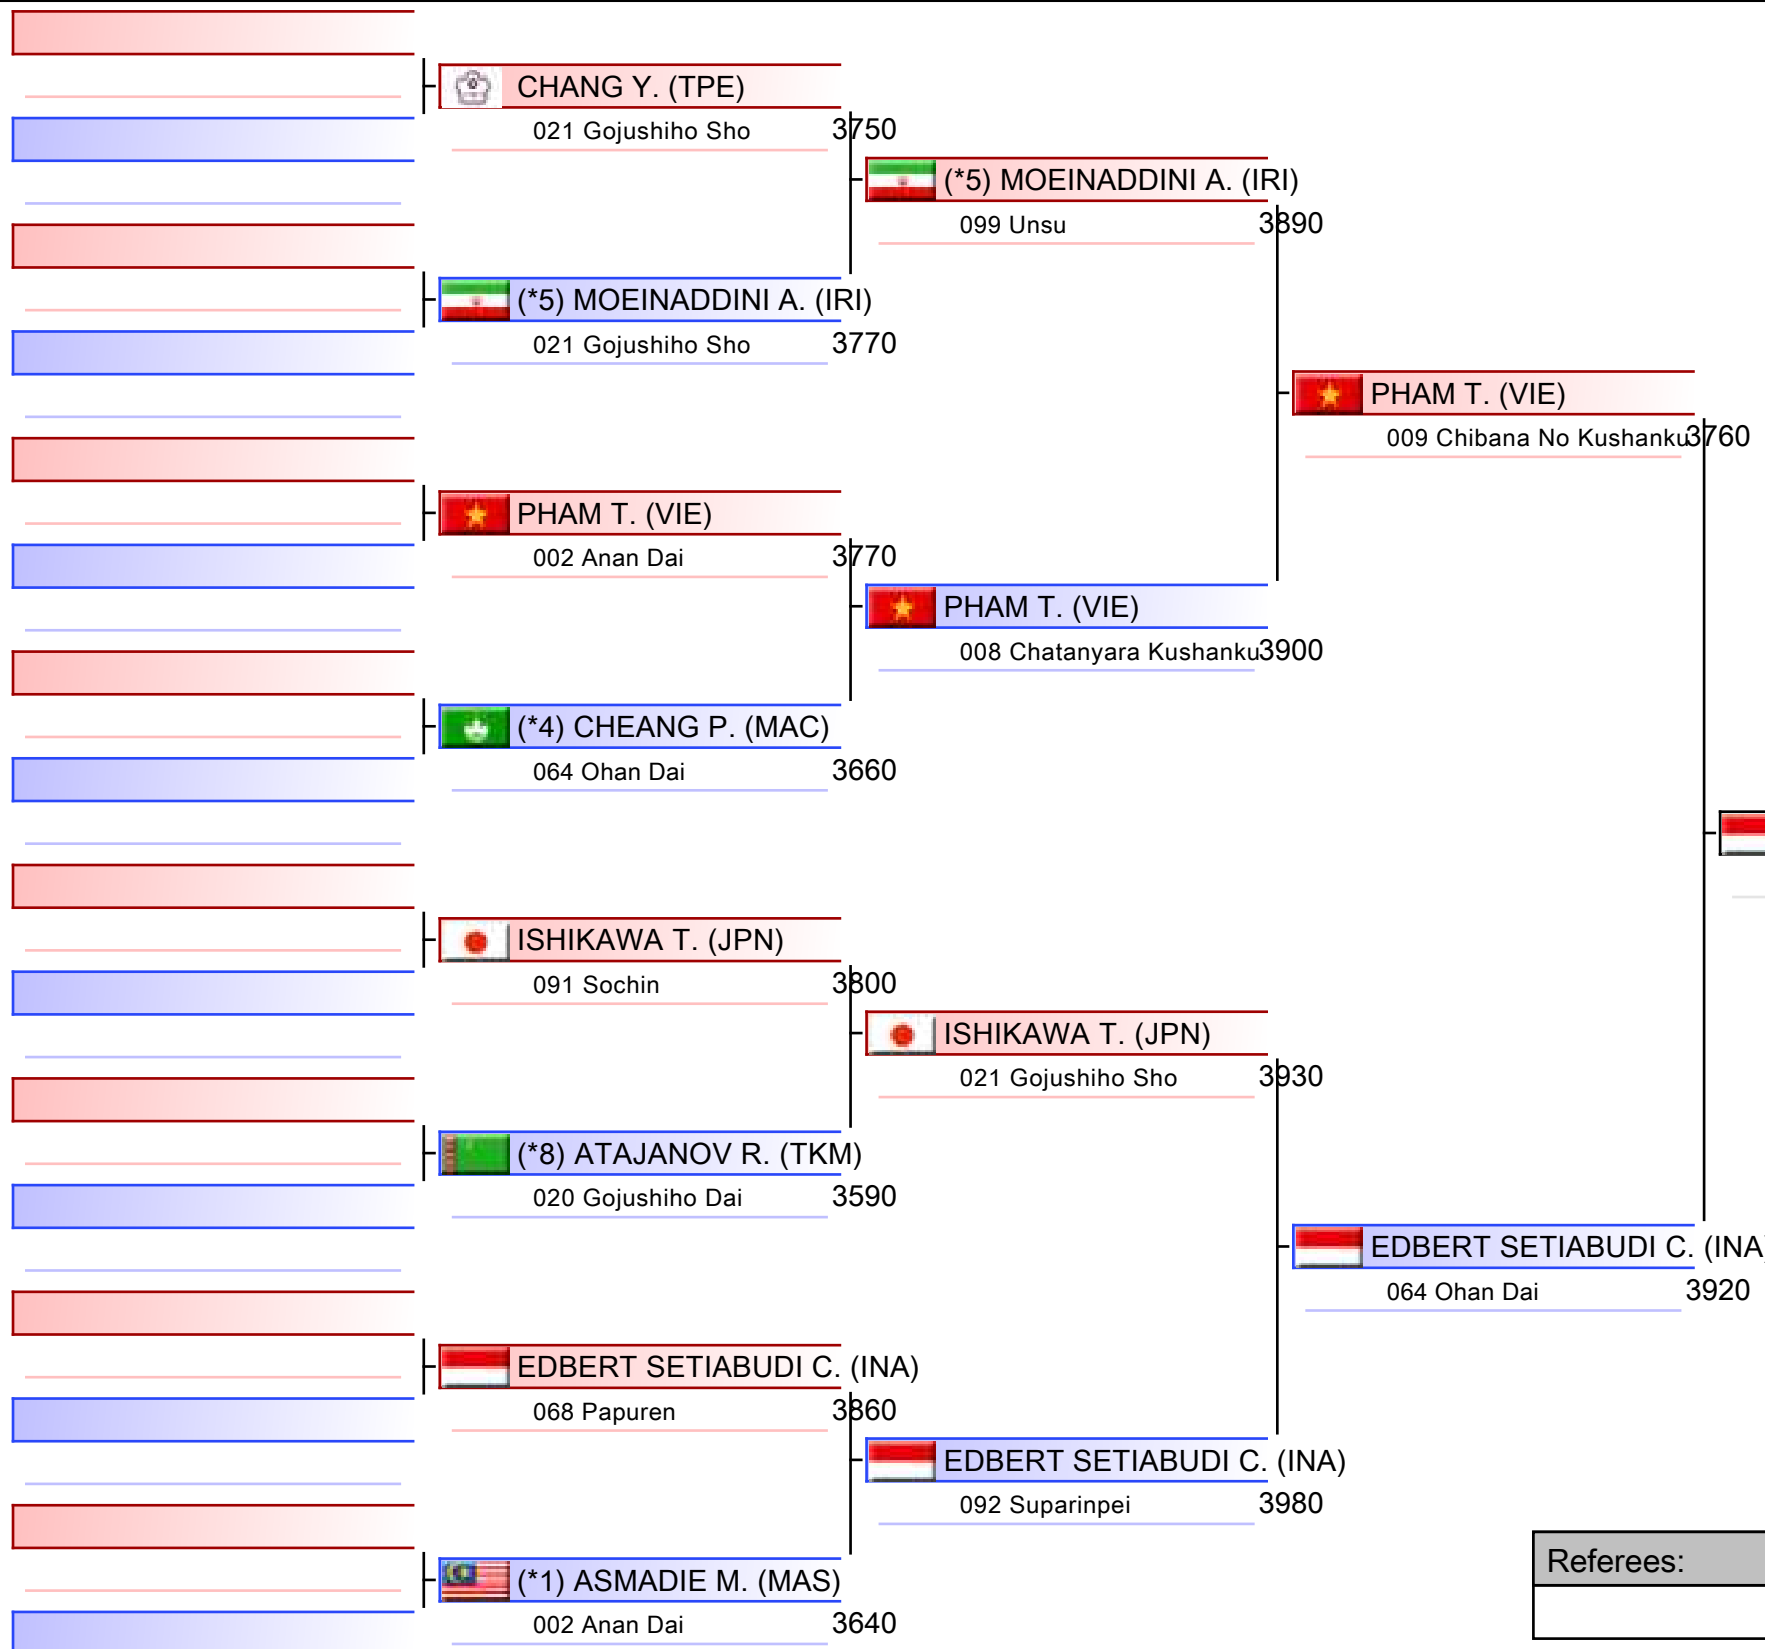 CHANG Y. (TPE)
021 Gojushiho Sho 3750
(*5) MOEINADDINI A. (IRI)
099 Unsu 3890
(*5) MOEINADDINI A. (IRI)
021 Gojushiho Sho 3770
PHAM T. (VIE)
009 Chibana No Kushanku 3760
PHAM T. (VIE)
002 Anan Dai 3770
PHAM T. (VIE)
008 Chatanyara Kushanku 3900
(*4) CHEANG P. (MAC)
064 Ohan Dai 3660
ISHIKAWA T. (JPN)
091 Sochin 3800
ISHIKAWA T. (JPN)
021 Gojushiho Sho 3930
(*8) ATAJANOV R. (TKM)
020 Gojushiho Dai 3590
EDBERT SETIABUDI C. (INA)
064 Ohan Dai 3920
EDBERT SETIABUDI C. (INA)
068 Papuren 3860
EDBERT SETIABUDI C. (INA)
092 Suparinpei 3980
(*1) ASMADIE M. (MAS)
002 Anan Dai 3640
Referees: